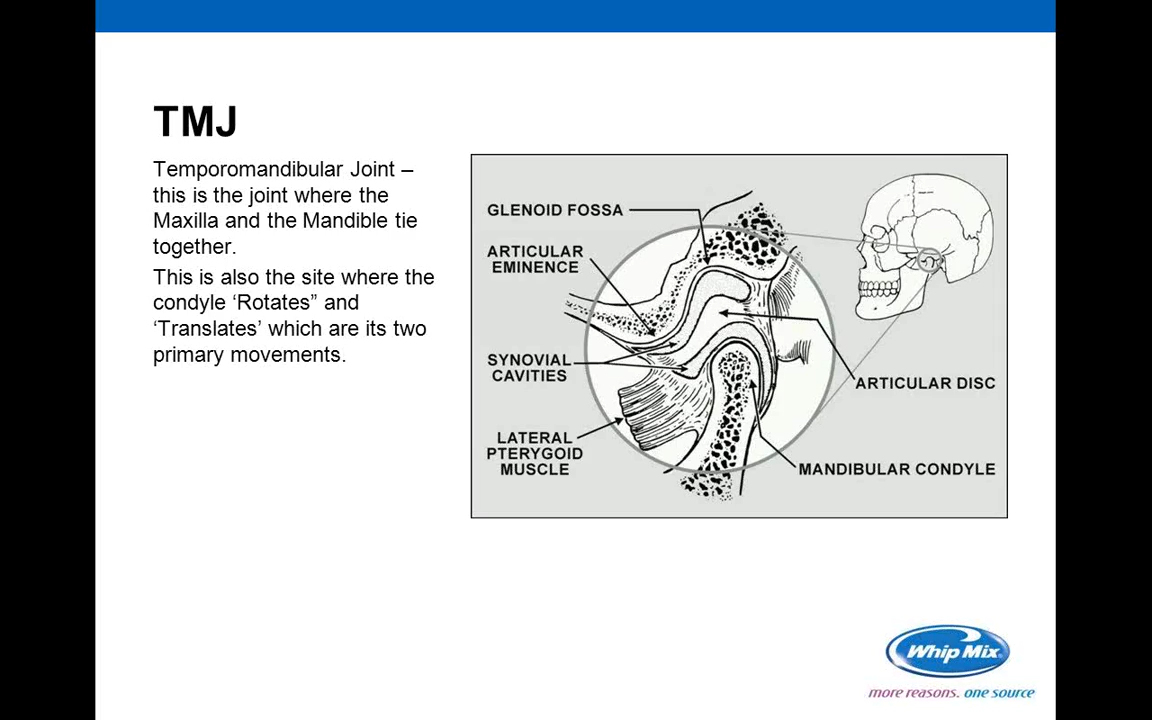 TMJ
Temporomandibular Joint –
this is the joint where the
Maxilla and the Mandible tie
together.
This is also the site where the
condyle ‘Rotates” and
‘Translates’ which are its two
primary movements.
GLENOID FOSSA
ARTICULAR
EMINENCE
SYNOVIAL
CAVITIES
LATERAL
PTERYGOID
MUSCLE
ARTICULAR DISC
MANDIBULAR CONDYLE
Whip Mix
more reasons. one source